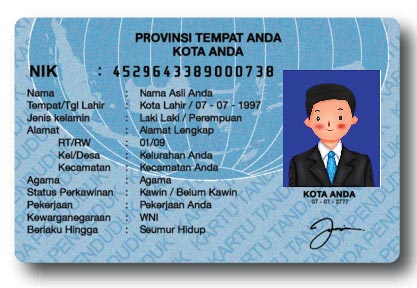 PROVINSI TEMPAT ANDA
KOTA ANDA
NIK : 4529643389000738
Nama : Nama Asli Anda
Tempat/Tgl Lahir : Kota Lahir / 07 - 07 - 1997
Jenis kelamin : Laki Laki / Perempuan
Alamat : Alamat Lengkap
RT/RW : 01/09
Kel/Desa : Kelurahan Anda
Kecamatan : Kecamatan Anda
Agama : Agama
Status Perkawinan : Kawin / Belum Kawin
Pekerjaan : Pekerjaan Anda
Kewarganegaraan : WNI
Berlaku Hingga : Seumur Hidup
KOTA ANDA
07 - 07 - 2777